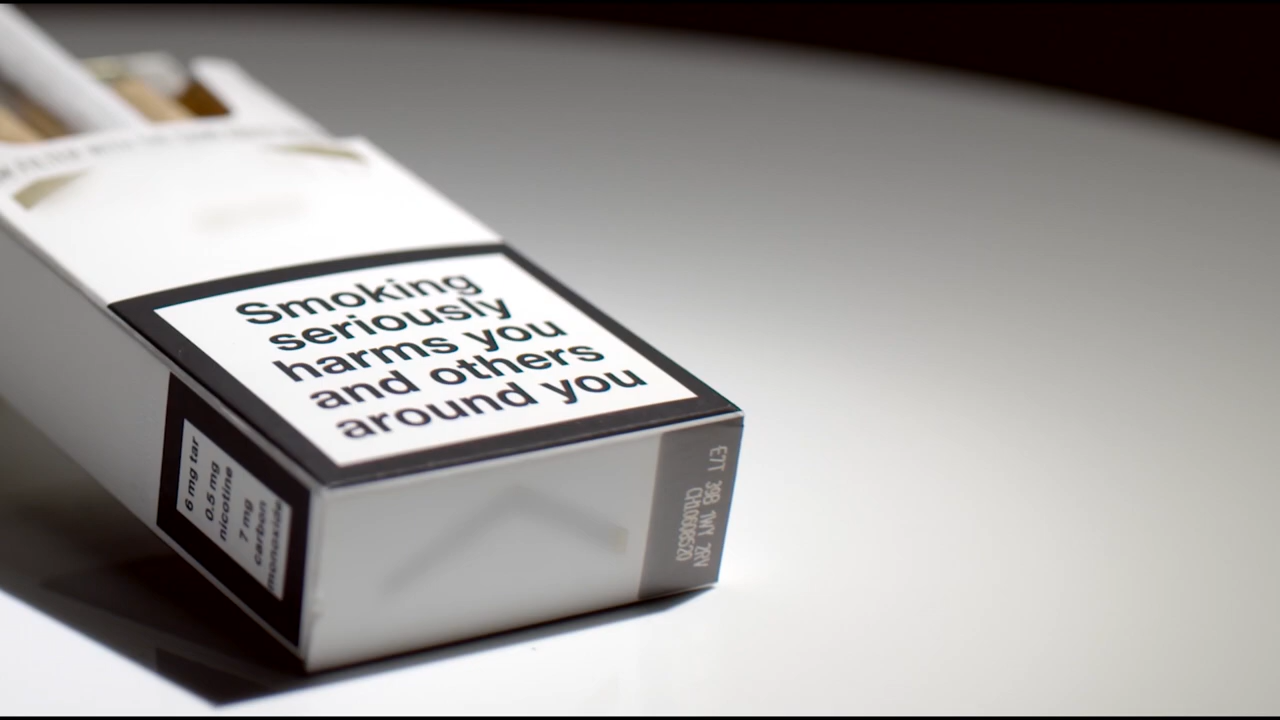 Smoking
seriously
harms you
and others
around you
6 mg tar
0.5 mg
nicotine
7 mg
carbon
monoxide